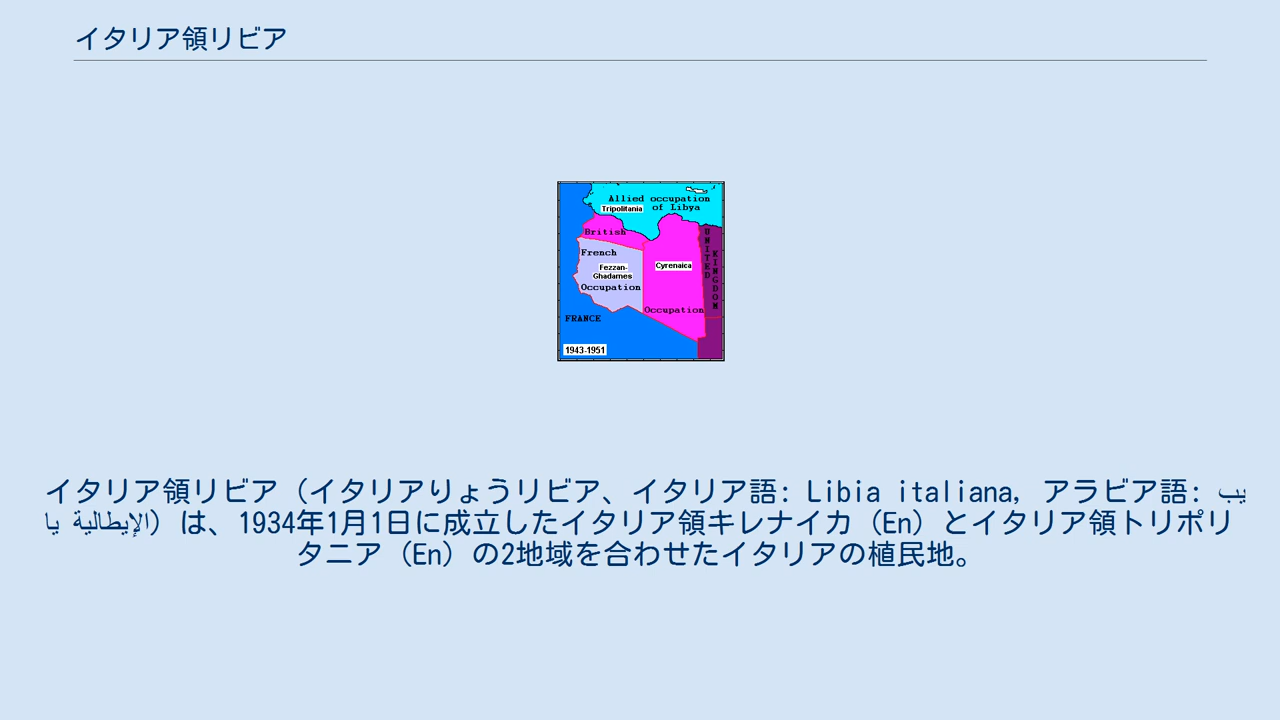 イタリア領リビア
Allied occupation
of Libya
Tripolitania
British
French
Fezzan-
Ghadames
Occupation
Cyrenaica
Occupation
UNITED
KINGDOM
FRANCE
1943-1951
イタリア領リビア（イタリアりょうリビア、イタリア語: Libia italiana, アラビア語: ليب
يا الإيطالية）は、1934年1月1日に成立したイタリア領キレナイカ（En）とイタリア領トリポリ
タニア（En）の2地域を合わせたイタリアの植民地。